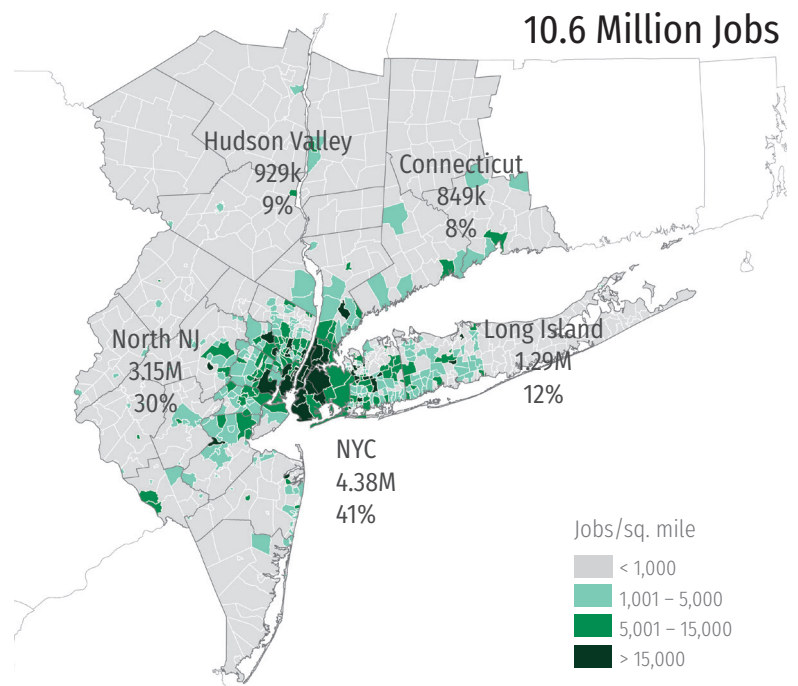 10.6 Million Jobs
Hudson Valley
929k
9%
Connecticut
849k
8%
North NJ
3.15M
30%
Long Island
1.29M
12%
NYC
4.38M
41%
Jobs/sq. mile
< 1,000
1,001 – 5,000
5,001 – 15,000
> 15,000